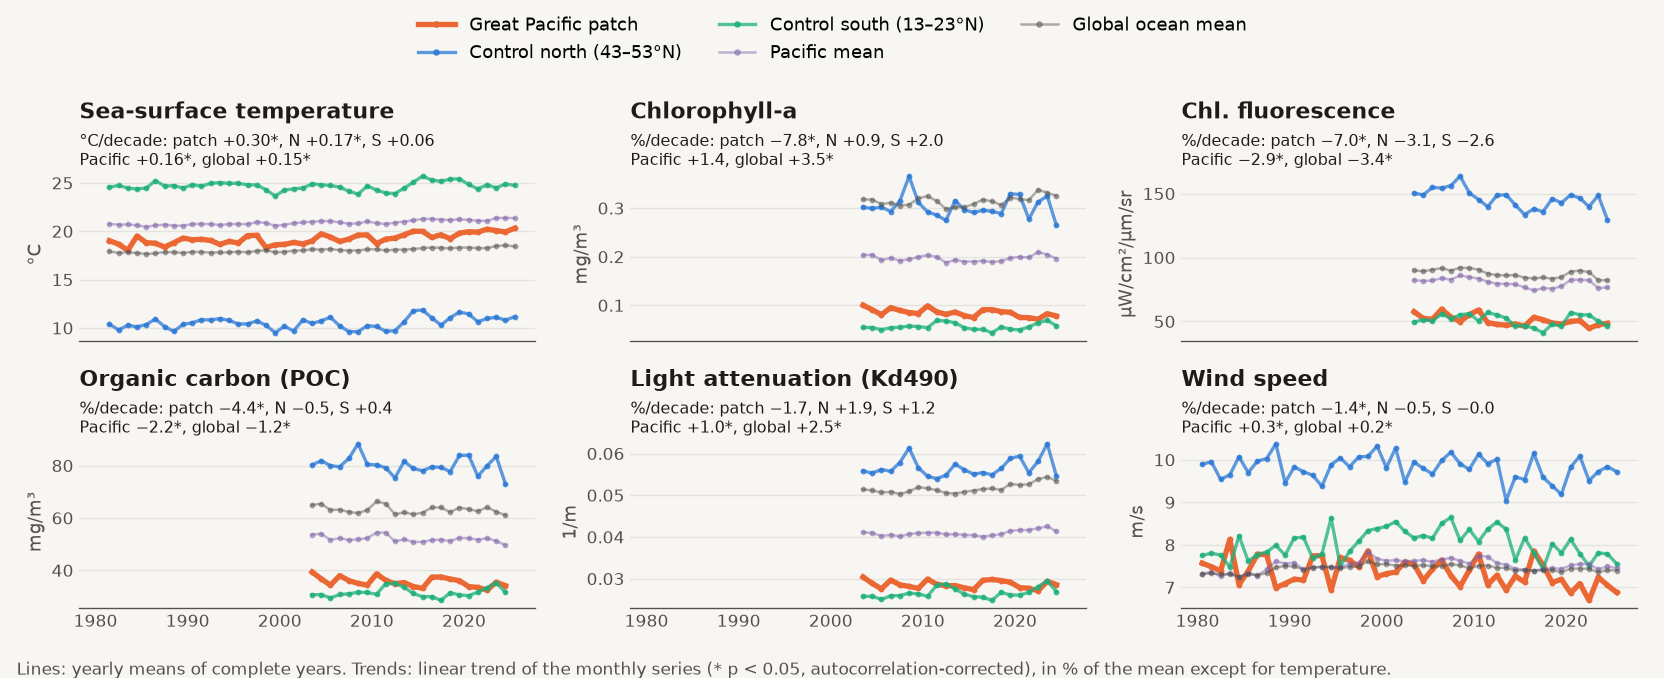 Great Pacific patch
Control north (43–53°N)
Control south (13–23°N)
Pacific mean
Global ocean mean
Sea-surface temperature
°C/decade: patch +0.30*, N +0.17*, S +0.06
Pacific +0.16*, global +0.15*
°C
25
20
15
10
Chlorophyll-a
%/decade: patch −7.8*, N +0.9, S +2.0
Pacific +1.4, global +3.5*
mg/m³
0.3
0.2
0.1
Chl. fluorescence
%/decade: patch −7.0*, N −3.1, S −2.6
Pacific −2.9*, global −3.4*
µW/cm²/µm/sr
150
100
50
Organic carbon (POC)
%/decade: patch −4.4*, N −0.5, S +0.4
Pacific −2.2*, global −1.2*
mg/m³
80
60
40
1980 1990 2000 2010 2020
Light attenuation (Kd490)
%/decade: patch −1.7, N +1.9, S +1.2
Pacific +1.0*, global +2.5*
1/m
0.06
0.05
0.04
0.03
1980 1990 2000 2010 2020
Wind speed
%/decade: patch −1.4*, N −0.5, S −0.0
Pacific +0.3*, global +0.2*
m/s
10
9
8
7
1980 1990 2000 2010 2020
Lines: yearly means of complete years. Trends: linear trend of the monthly series (* p < 0.05, autocorrelation-corrected), in % of the mean except for temperature.